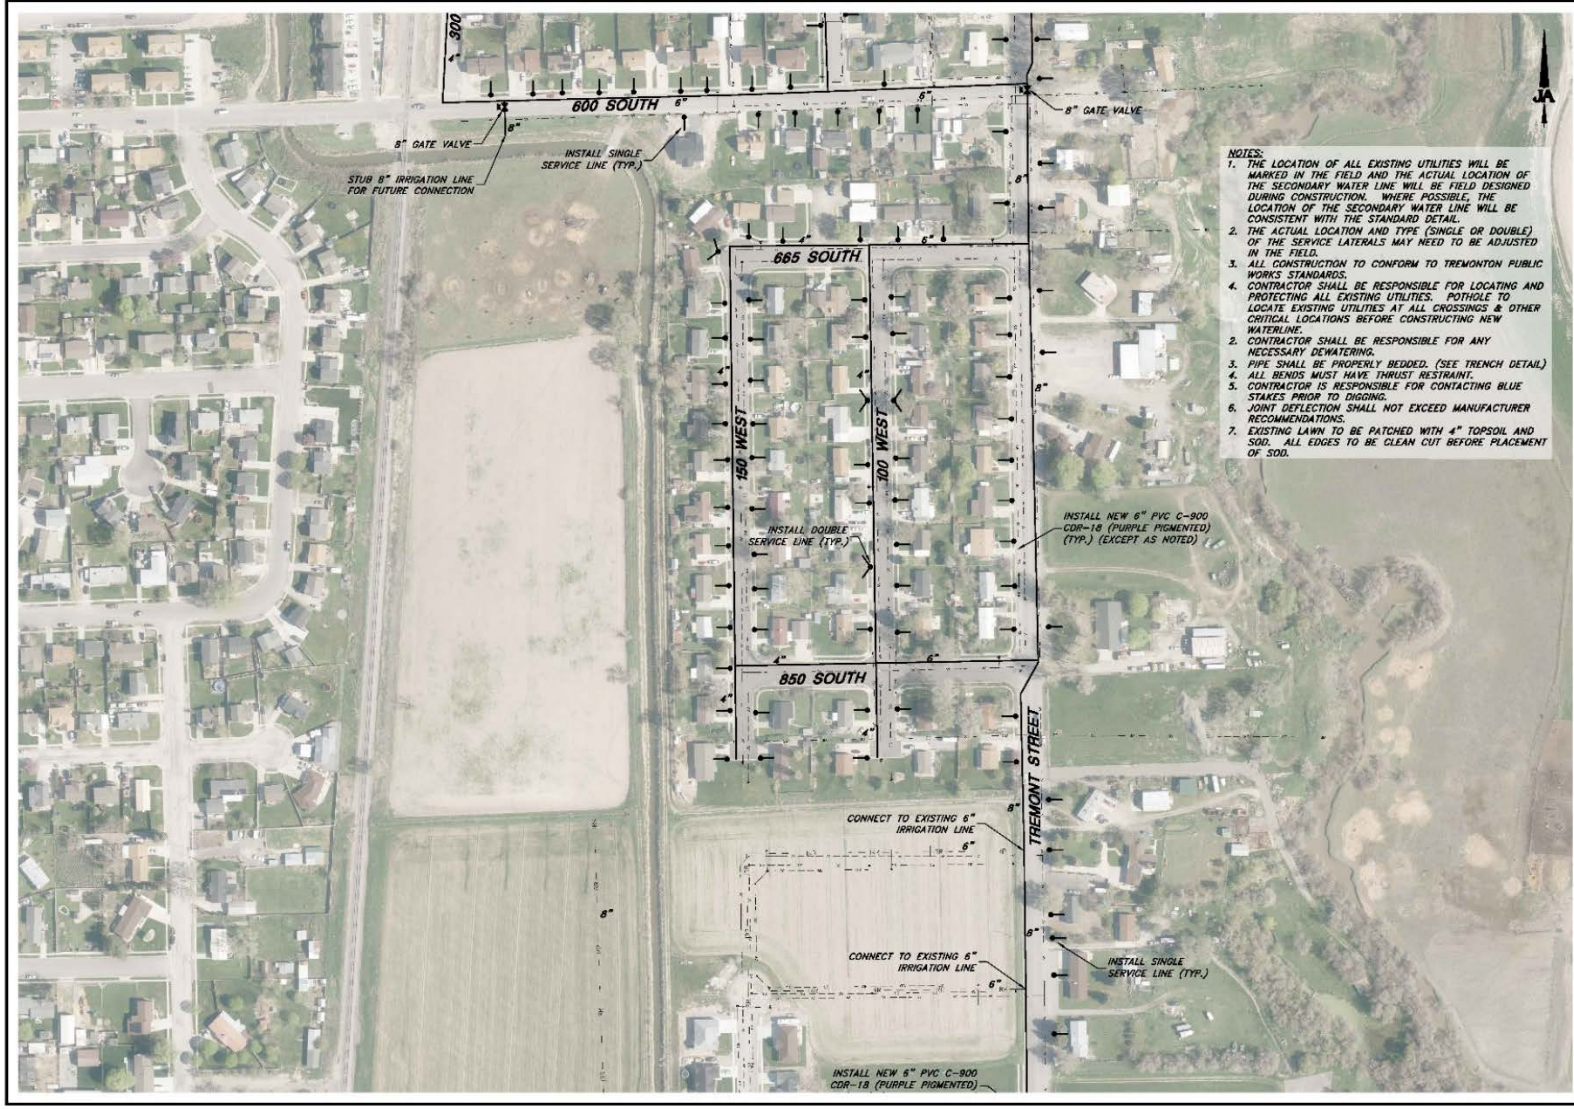 300
4"
600 SOUTH
6"
6"
8" GATE VALVE
8" GATE VALVE
8"
STUB 8" IRRIGATION LINE
FOR FUTURE CONNECTION
INSTALL SINGLE
SERVICE LINE (TYP.)
JA
NOTES:
1. THE LOCATION OF ALL EXISTING UTILITIES WILL BE
MARKED IN THE FIELD AND THE ACTUAL LOCATION OF
THE SECONDARY WATER LINE WILL BE FIELD DESIGNED
DURING CONSTRUCTION. WHERE POSSIBLE, THE
LOCATION OF THE SECONDARY WATER LINE WILL BE
CONSISTENT WITH THE STANDARD DETAIL.
2. THE ACTUAL LOCATION AND TYPE (SINGLE OR DOUBLE)
OF THE SERVICE LATERALS MAY NEED TO BE ADJUSTED
IN THE FIELD.
3. ALL CONSTRUCTION TO CONFORM TO TREMONTON PUBLIC
WORKS STANDARDS.
4. CONTRACTOR SHALL BE RESPONSIBLE FOR LOCATING AND
PROTECTING ALL EXISTING UTILITIES. POTHOLE TO
LOCATE EXISTING UTILITIES AT ALL CROSSINGS & OTHER
CRITICAL LOCATIONS BEFORE CONSTRUCTING NEW
WATERLINE.
2. CONTRACTOR SHALL BE RESPONSIBLE FOR ANY
NECESSARY DEWATERING.
3. PIPE SHALL BE PROPERLY BEDDED. (SEE TRENCH DETAIL)
4. ALL BENDS MUST HAVE THRUST RESTRAINT.
5. CONTRACTOR IS RESPONSIBLE FOR CONTACTING BLUE
STAKES PRIOR TO DIGGING.
6. JOINT DEFLECTION SHALL NOT EXCEED MANUFACTURER
RECOMMENDATIONS.
7. EXISTING LAWN TO BE PATCHED WITH 4" TOPSOIL AND
SOD. ALL EDGES TO BE CLEAN CUT BEFORE PLACEMENT
OF SOD.
8"
4"
6"
665 SOUTH
4"
4"
8"
150 WEST
100 WEST
INSTALL DOUBLE
SERVICE LINE (TYP.)
INSTALL NEW 6" PVC C-900
CDR-18 (PURPLE PIGMENTED)
(TYP.) (EXCEPT AS NOTED)
4"
6"
850 SOUTH
4"
4"
TREMONT STREET
8"
CONNECT TO EXISTING 6"
IRRIGATION LINE
6"
8"
8"
CONNECT TO EXISTING 6"
IRRIGATION LINE
6"
INSTALL SINGLE
SERVICE LINE (TYP.)
INSTALL NEW 6" PVC C-900
CDR-18 (PURPLE PIGMENTED)